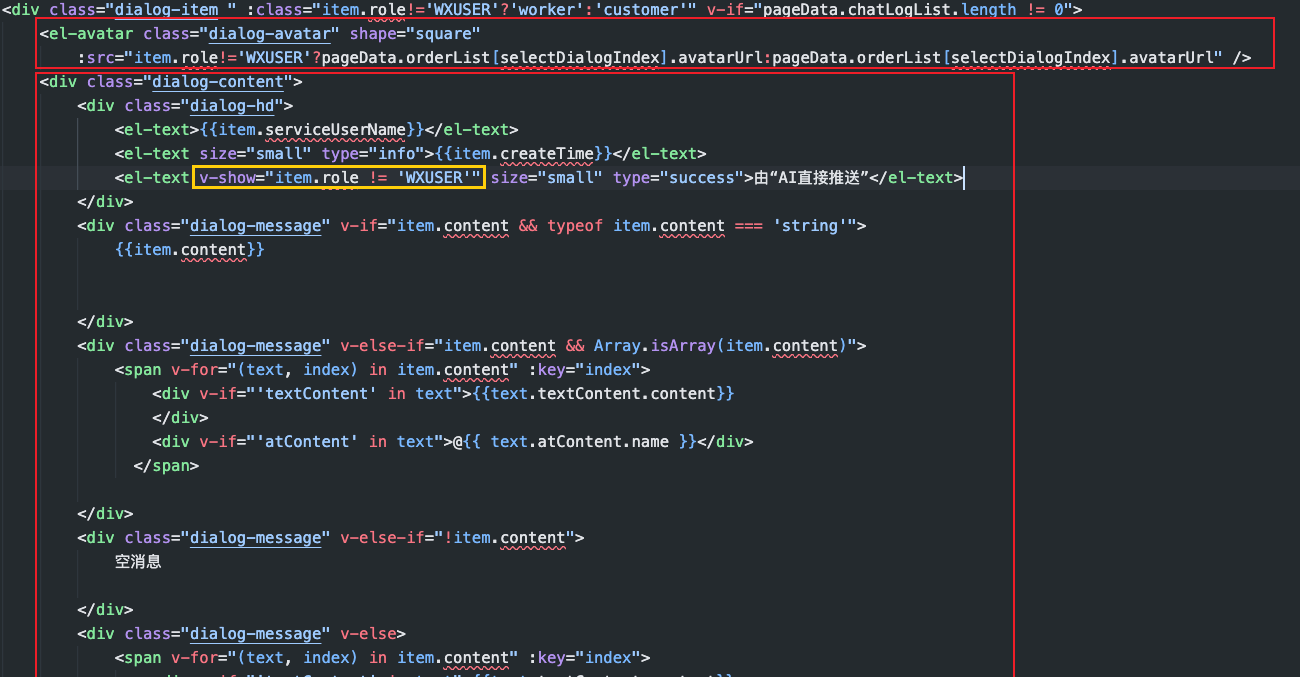 <div class="dialog-item " :class="item.role!='WXUSER'?'worker':'customer'" v-if="pageData.chatLogList.length != 0">
<el-avatar class="dialog-avatar" shape="square"
:src="item.role!='WXUSER'?pageData.orderList[selectDialogIndex].avatarUrl:pageData.orderList[selectDialogIndex].avatarUrl" />
<div class="dialog-content">
<div class="dialog-hd">
<el-text>{{item.serviceUserName}}</el-text>
<el-text size="small" type="info">{{item.createTime}}</el-text>
<el-text v-show="item.role != 'WXUSER'" size="small" type="success">由“AI直接推送”</el-text>
</div>
<div class="dialog-message" v-if="item.content && typeof item.content === 'string'">
{{item.content}}
</div>
<div class="dialog-message" v-else-if="item.content && Array.isArray(item.content)">
<span v-for="(text, index) in item.content" :key="index">
<div v-if="'textContent' in text">{{text.textContent.content}}
</div>
<div v-if="'atContent' in text">@{{ text.atContent.name }}</div>
</span>
</div>
<div class="dialog-message" v-else-if="!item.content">
空消息
</div>
<div class="dialog-message" v-else>
<span v-for="(text, index) in item.content" :key="index">